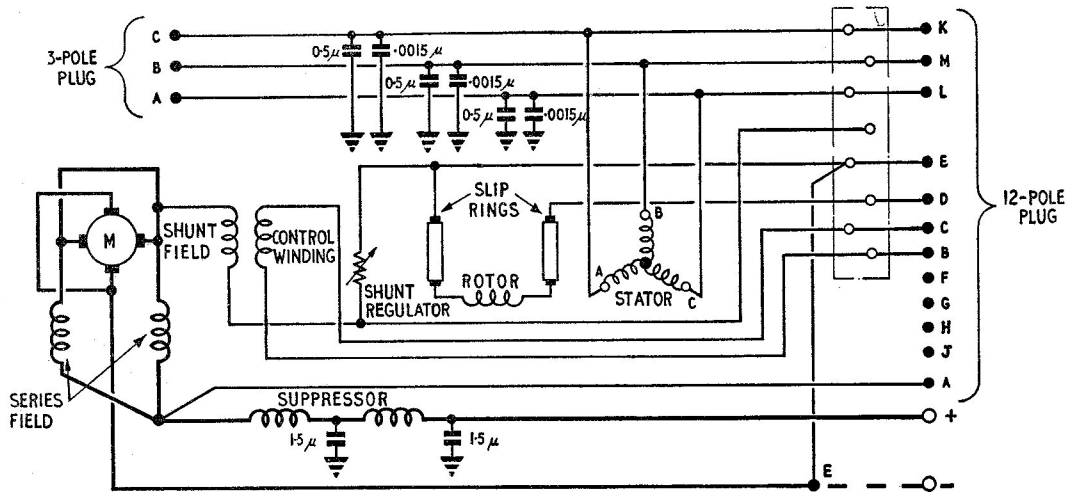 3-POLE
PLUG
C
B
A
0·5μ
·0015μ
0·5μ
·0015μ
0·5μ
·0015μ
K
M
L
E
D
C
B
F
G
H
J
A
+
-
12-POLE
PLUG
M
SHUNT
FIELD
CONTROL
WINDING
SHUNT
REGULATOR
SLIP
RINGS
ROTOR
B
A
C
STATOR
SERIES
FIELD
SUPPRESSOR
1·5μ
1·5μ
E